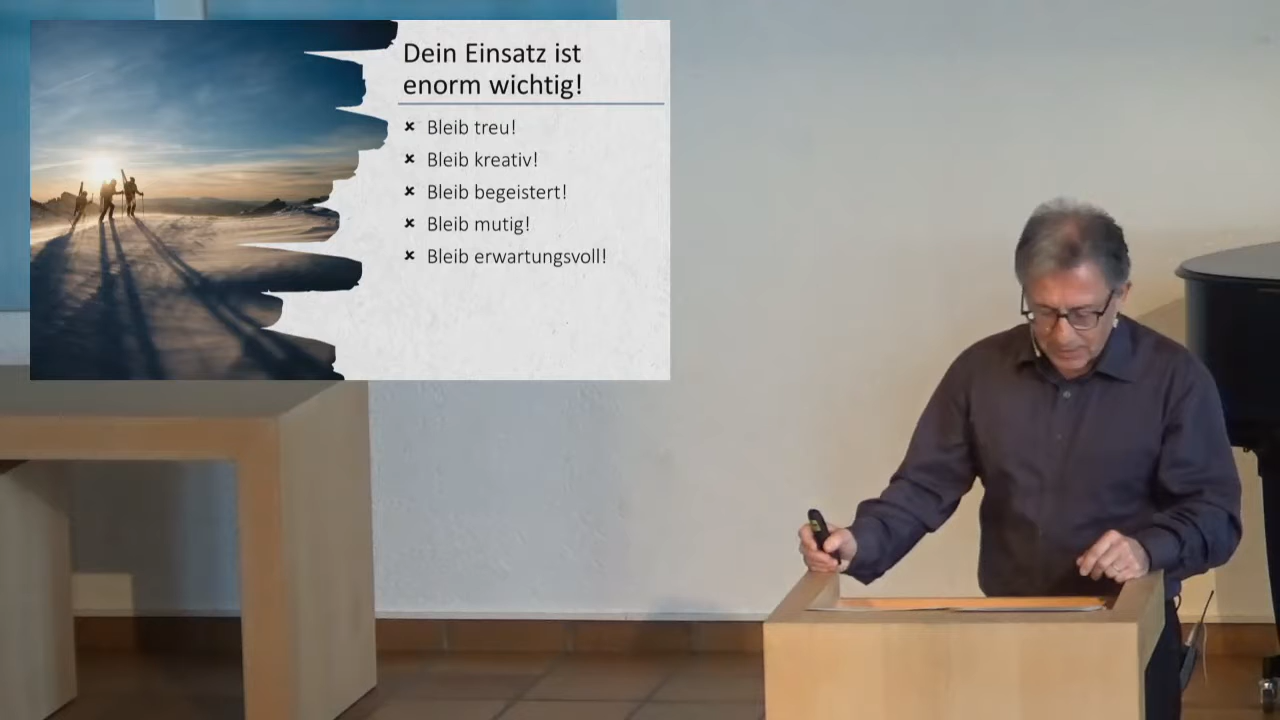 Dein Einsatz ist
enorm wichtig!
× Bleib treu!
× Bleib kreativ!
× Bleib begeistert!
× Bleib mutig!
× Bleib erwartungsvoll!